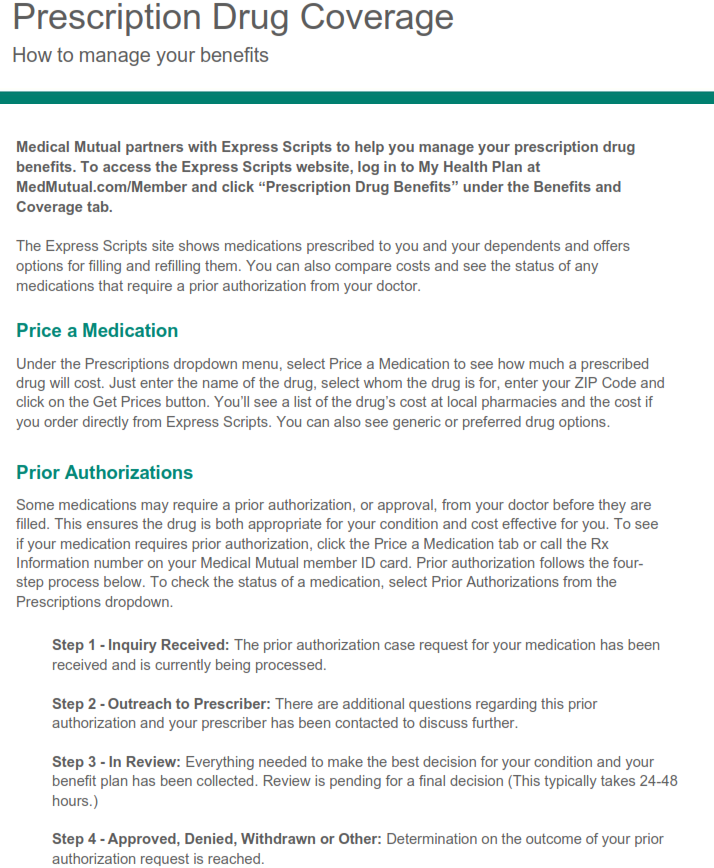 Prescription Drug Coverage
How to manage your benefits
Medical Mutual partners with Express Scripts to help you manage your prescription drug
benefits. To access the Express Scripts website, log in to My Health Plan at
MedMutual.com/Member and click “Prescription Drug Benefits” under the Benefits and
Coverage tab.
The Express Scripts site shows medications prescribed to you and your dependents and offers
options for filling and refilling them. You can also compare costs and see the status of any
medications that require a prior authorization from your doctor.
Price a Medication
Under the Prescriptions dropdown menu, select Price a Medication to see how much a prescribed
drug will cost. Just enter the name of the drug, select whom the drug is for, enter your ZIP Code and
click on the Get Prices button. You’ll see a list of the drug’s cost at local pharmacies and the cost if
you order directly from Express Scripts. You can also see generic or preferred drug options.
Prior Authorizations
Some medications may require a prior authorization, or approval, from your doctor before they are
filled. This ensures the drug is both appropriate for your condition and cost effective for you. To see
if your medication requires prior authorization, click the Price a Medication tab or call the Rx
Information number on your Medical Mutual member ID card. Prior authorization follows the four-
step process below. To check the status of a medication, select Prior Authorizations from the
Prescriptions dropdown.
Step 1 - Inquiry Received: The prior authorization case request for your medication has been
received and is currently being processed.
Step 2 - Outreach to Prescriber: There are additional questions regarding this prior
authorization and your prescriber has been contacted to discuss further.
Step 3 - In Review: Everything needed to make the best decision for your condition and your
benefit plan has been collected. Review is pending for a final decision (This typically takes 24-48
hours.)
Step 4 - Approved, Denied, Withdrawn or Other: Determination on the outcome of your prior
authorization request is reached.